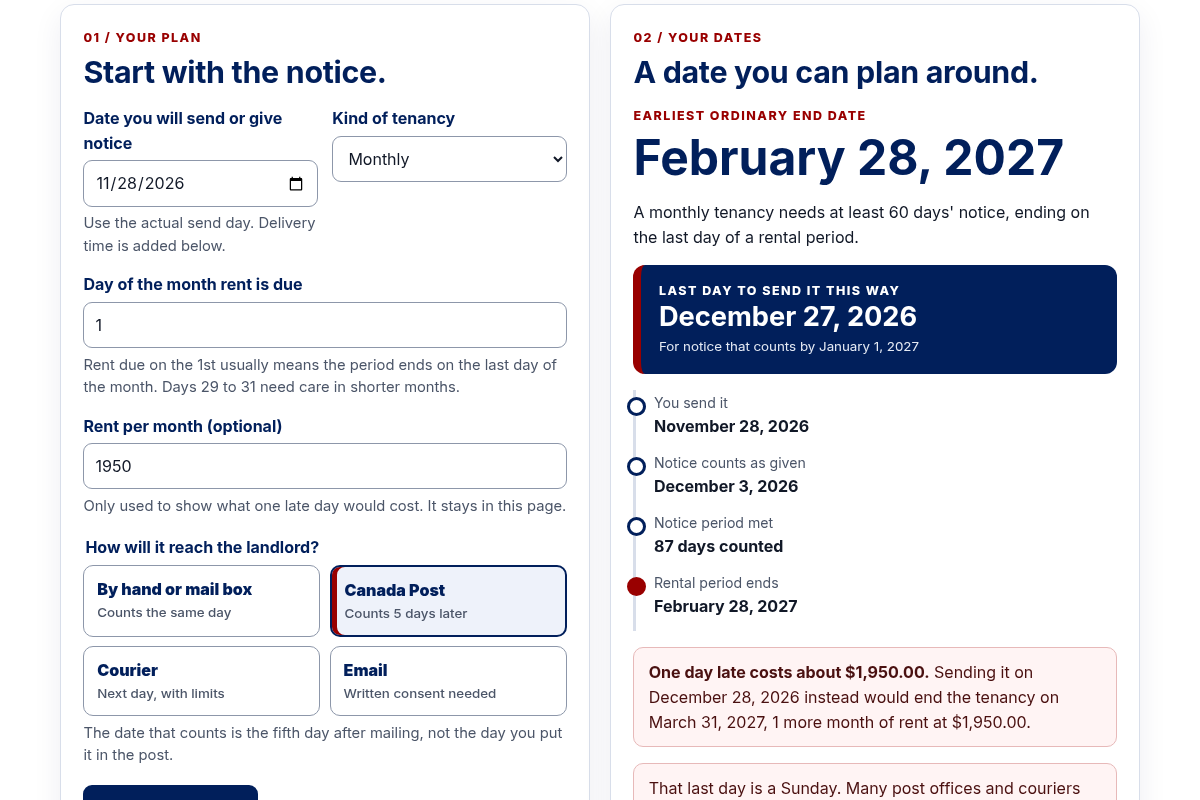 01 / YOUR PLAN
Start with the notice.
Date you will send or give
notice
11/28/2026
Use the actual send day. Delivery
time is added below.
Kind of tenancy
Monthly
Day of the month rent is due
1
Rent due on the 1st usually means the period ends on the last day of
the month. Days 29 to 31 need care in shorter months.
Rent per month (optional)
1950
Only used to show what one late day would cost. It stays in this page.
How will it reach the landlord?
By hand or mail box
Counts the same day
Canada Post
Counts 5 days later
Courier
Next day, with limits
Email
Written consent needed
The date that counts is the fifth day after mailing, not the day you put
it in the post.
02 / YOUR DATES
A date you can plan around.
EARLIEST ORDINARY END DATE
February 28, 2027
A monthly tenancy needs at least 60 days' notice, ending on
the last day of a rental period.
LAST DAY TO SEND IT THIS WAY
December 27, 2026
For notice that counts by January 1, 2027
You send it
November 28, 2026
Notice counts as given
December 3, 2026
Notice period met
87 days counted
Rental period ends
February 28, 2027
One day late costs about $1,950.00. Sending it on
December 28, 2026 instead would end the tenancy on
March 31, 2027, 1 more month of rent at $1,950.00.
That last day is a Sunday. Many post offices and couriers